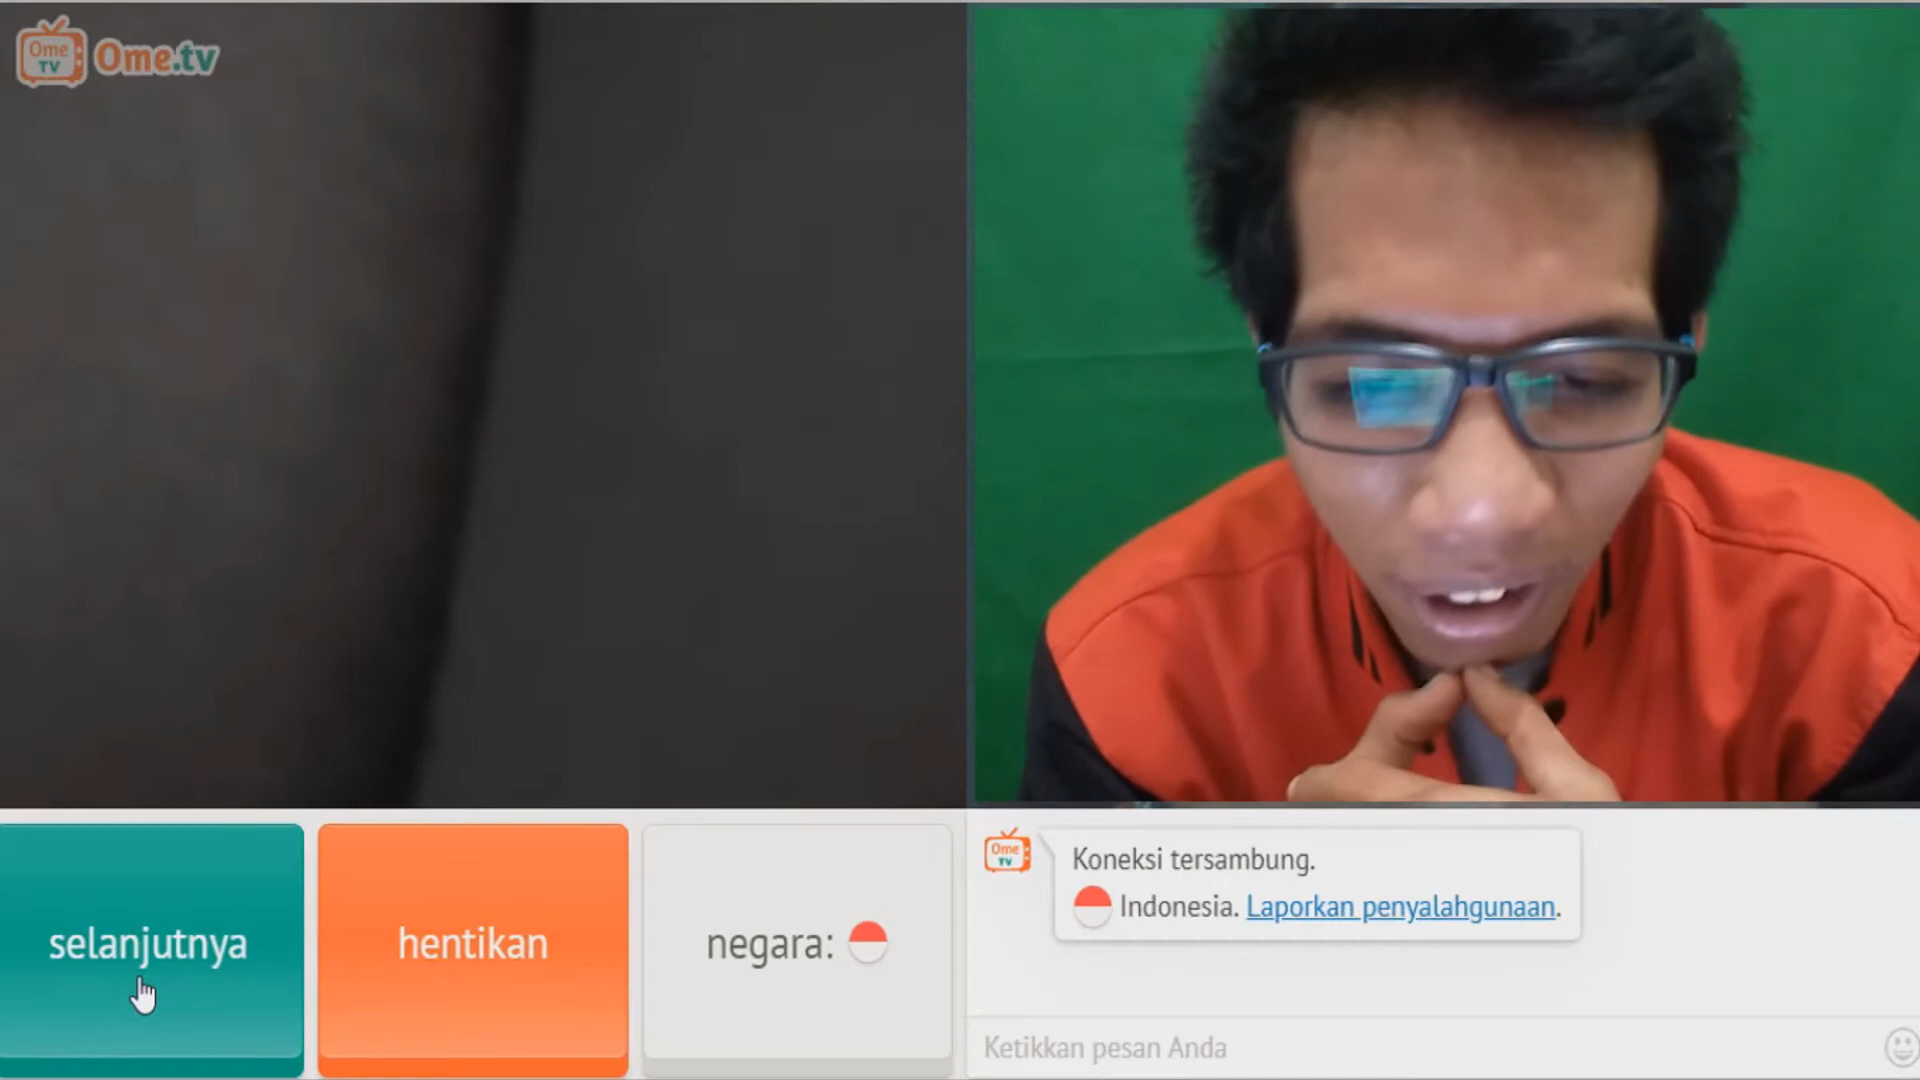 Ome TV Ome.tv
selanjutnya
hentikan
negara:
Ome TV
Koneksi tersambung.
Indonesia. Laporkan penyalahgunaan.
Ketikkan pesan Anda